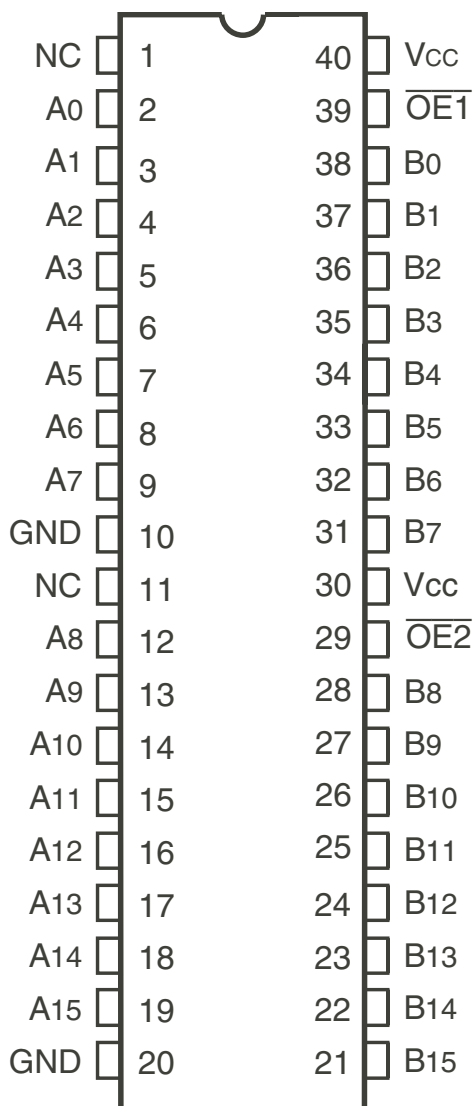 NC 1 40 VCC
A0 2 39 OE1
A1 3 38 B0
A2 4 37 B1
A3 5 36 B2
A4 6 35 B3
A5 7 34 B4
A6 8 33 B5
A7 9 32 B6
GND 10 31 B7
NC 11 30 Vcc
A8 12 29 OE2
A9 13 28 B8
A10 14 27 B9
A11 15 26 B10
A12 16 25 B11
A13 17 24 B12
A14 18 23 B13
A15 19 22 B14
GND 20 21 B15